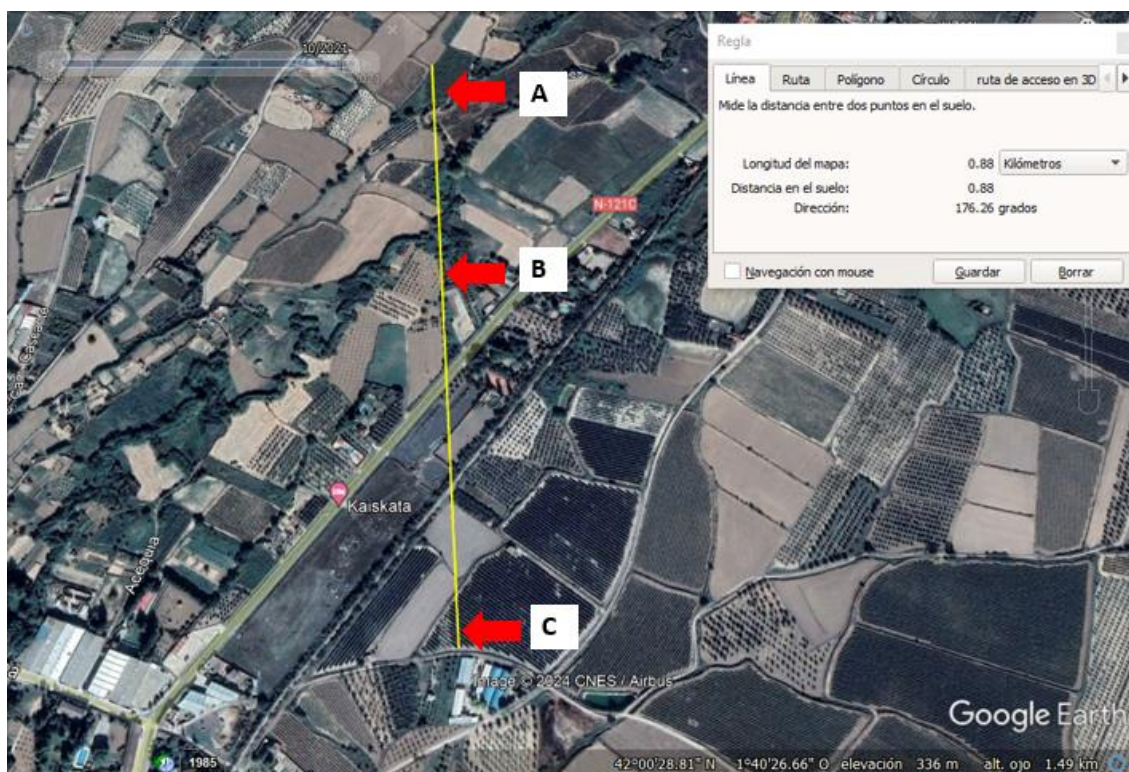 10/2021
2021
Regla
Línea
Ruta
Polígono
Círculo
ruta de acceso en 3D
Mide la distancia entre dos puntos en el suelo.
Longitud del mapa: 0.88 Kilómetros
Distancia en el suelo: 0.88
Dirección: 176.26 grados
Navegación con mouse
Guardar
Borrar
A
N-121C
B
Kaiskata
Acequia
C
Image © 2024 CNES / Airbus
Google Earth
1985
42°00'28.81" N 1°40'26.66" O elevación 336 m alt. ojo 1.49 km